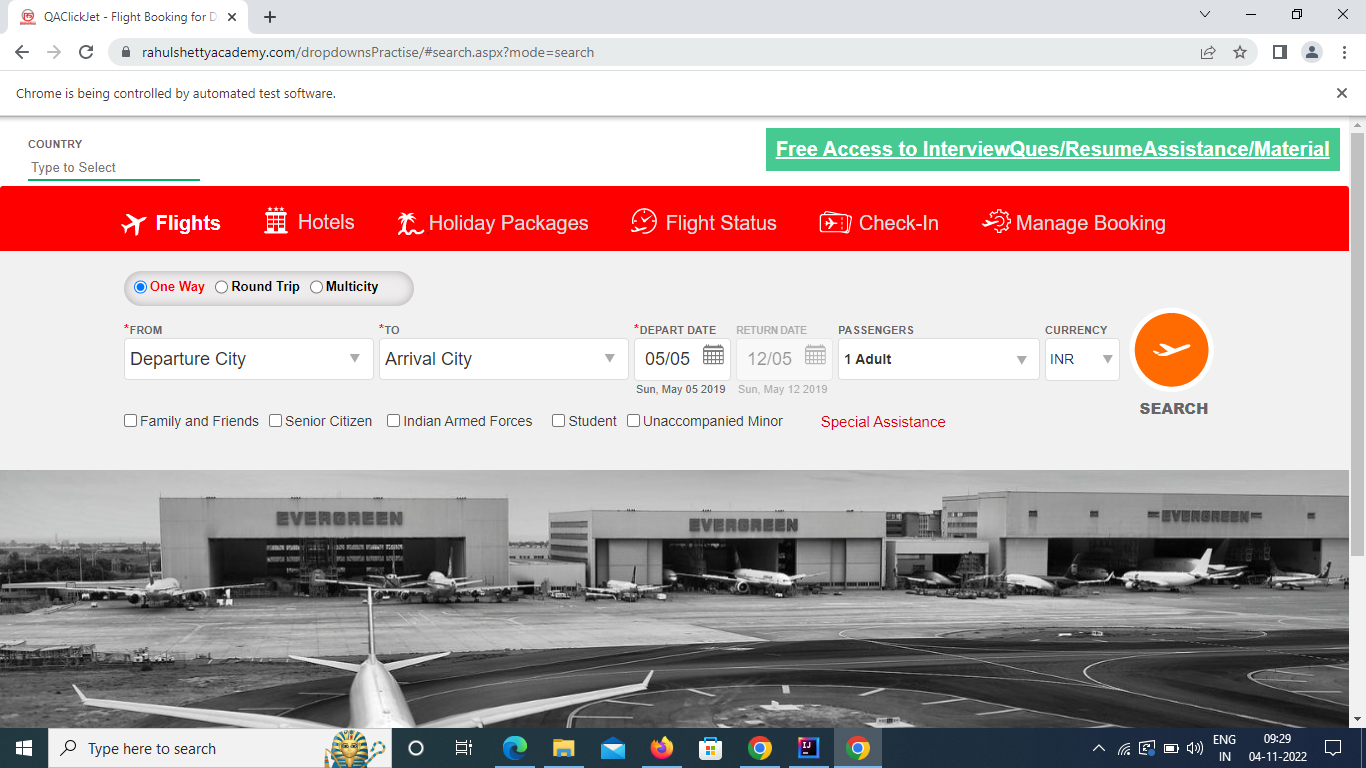 QAClickJet - Flight Booking for D
rahulshettyacademy.com/dropdownsPractise/#search.aspx?mode=search
Chrome is being controlled by automated test software.
COUNTRY
Type to Select
Free Access to InterviewQues/ResumeAssistance/Material
Flights Hotels Holiday Packages Flight Status Check-In Manage Booking
One Way Round Trip Multicity
*FROM *TO *DEPART DATE RETURN DATE PASSENGERS CURRENCY
Departure City Arrival City 05/05 12/05 1 Adult INR
Sun, May 05 2019 Sun, May 12 2019
SEARCH
Family and Friends Senior Citizen Indian Armed Forces Student Unaccompanied Minor Special Assistance
EVERGREEN EVERGREEN EVERGREEN
Type here to search
ENG
IN
09:29
04-11-2022